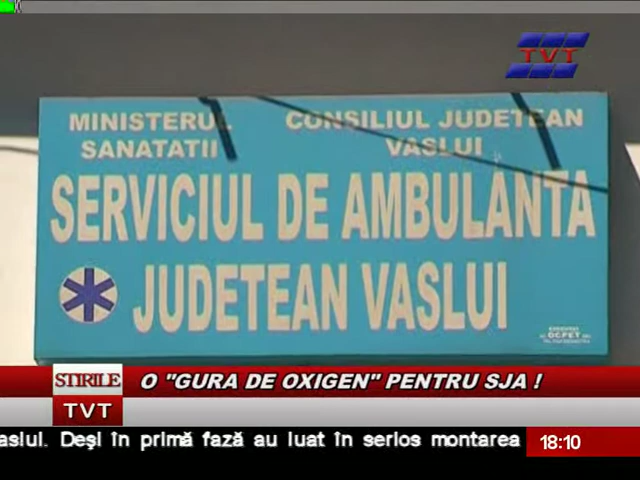 TVT
MINISTERUL
SANATATII
CONSILIUL JUDETEAN
VASLUI
SERVICIUL DE AMBULANTA
JUDETEAN VASLUI
STIRILE
TVT
O "GURA DE OXIGEN" PENTRU SJA !
aslui. Deşi în primă fază au luat în serios montarea
18:10